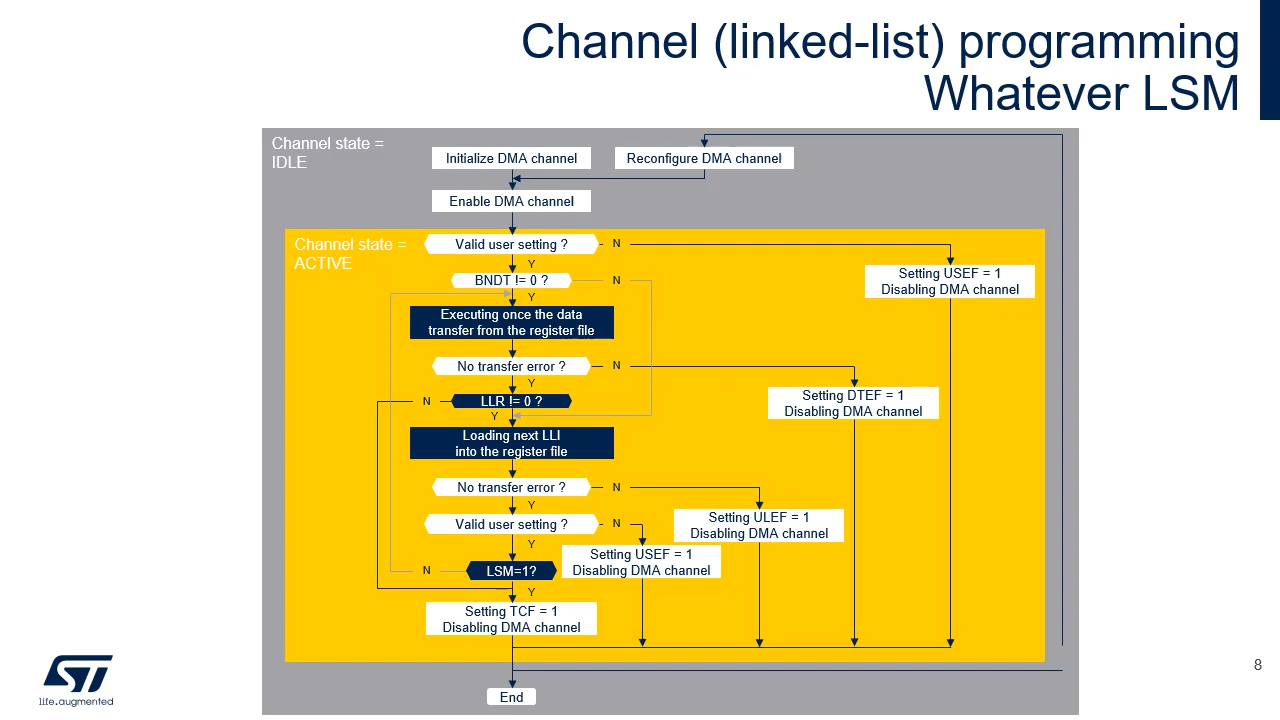 Channel (linked-list) programming
Whatever LSM
Channel state =
IDLE
Initialize DMA channel
Reconfigure DMA channel
Enable DMA channel
Channel state =
ACTIVE
Valid user setting ?
N
Y
Setting USEF = 1
Disabling DMA channel
BNDT != 0 ?
N
Y
Executing once the data
transfer from the register file
No transfer error ?
N
Y
Setting DTEF = 1
Disabling DMA channel
N
LLR != 0 ?
Y
Loading next LLI
into the register file
No transfer error ?
N
Y
Setting ULEF = 1
Disabling DMA channel
Valid user setting ?
N
Y
Setting USEF = 1
Disabling DMA channel
N
LSM=1?
Y
Setting TCF = 1
Disabling DMA channel
End
ST
life.augmented
8